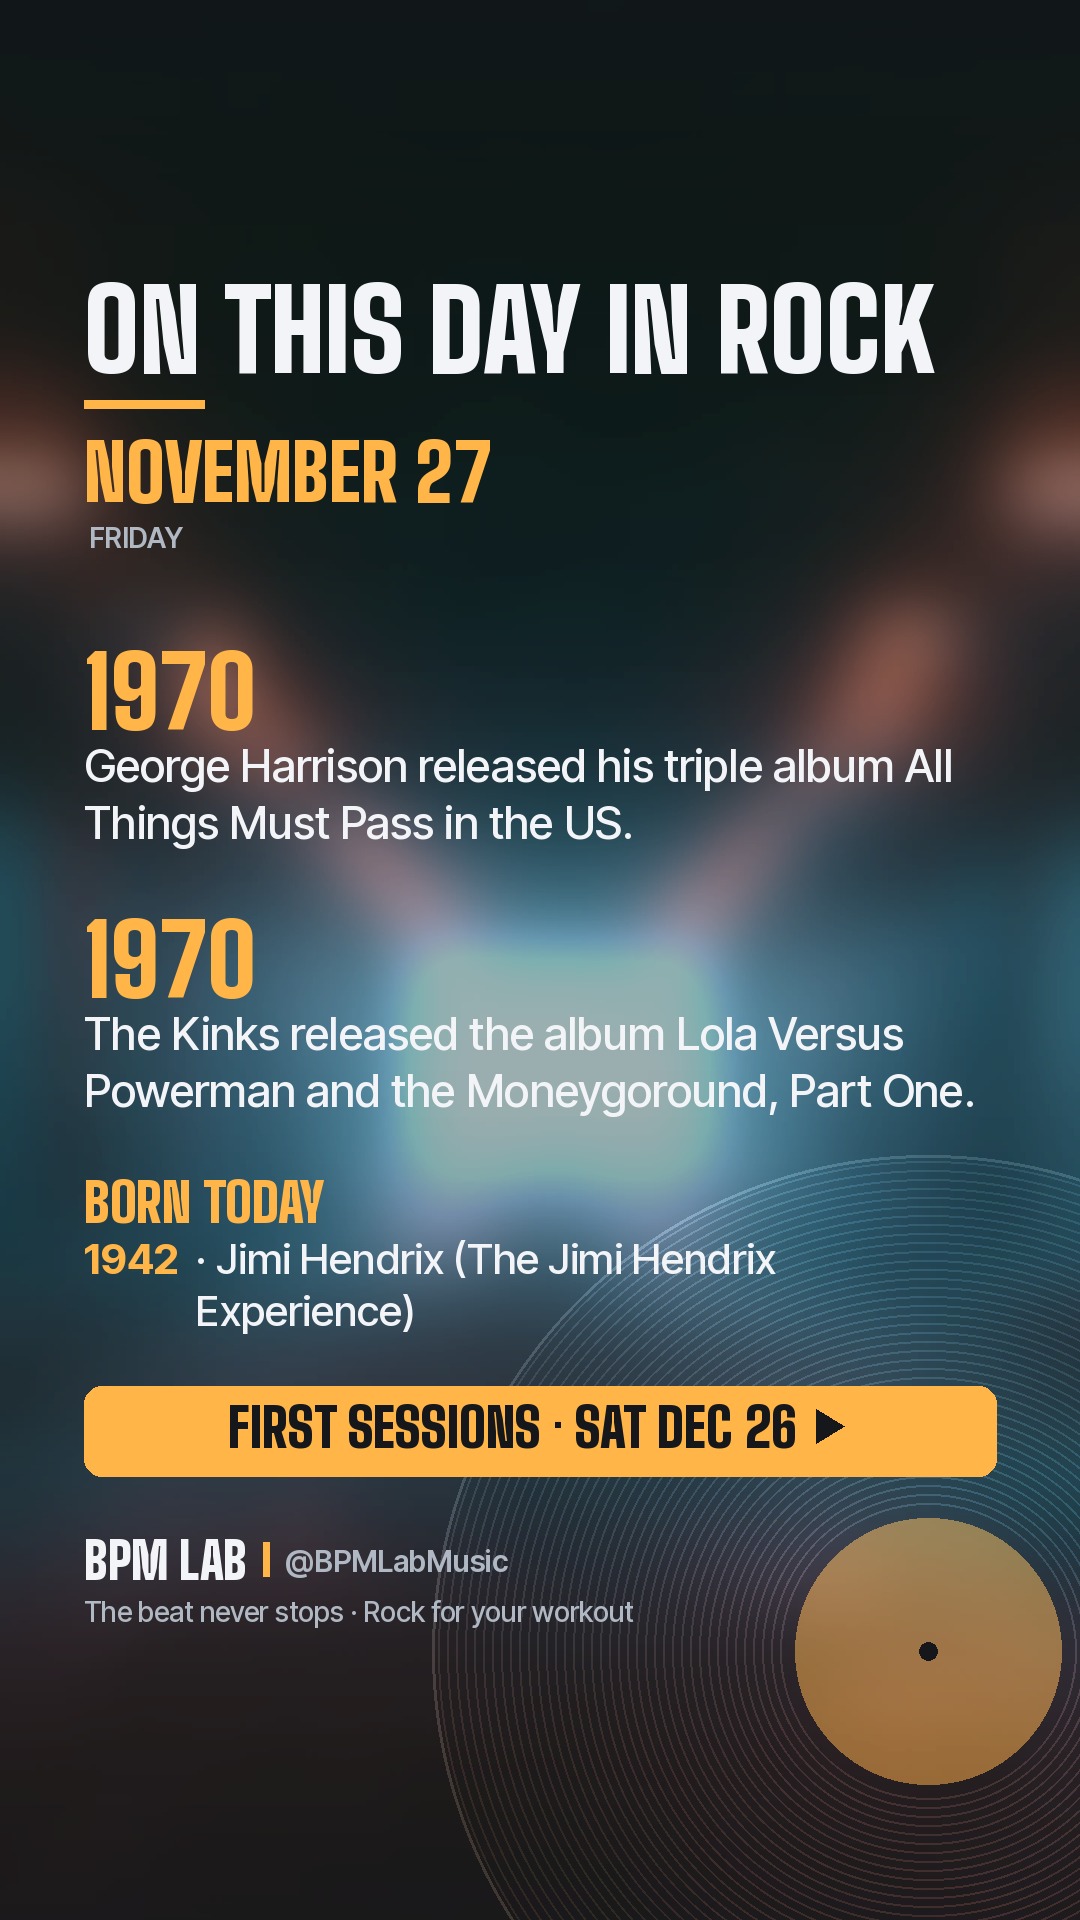 ON THIS DAY IN ROCK
NOVEMBER 27
FRIDAY
1970
George Harrison released his triple album All
Things Must Pass in the US.
1970
The Kinks released the album Lola Versus
Powerman and the Moneygoround, Part One.
BORN TODAY
1942 · Jimi Hendrix (The Jimi Hendrix
Experience)
FIRST SESSIONS · SAT DEC 26 ▶
BPM LAB | @BPMLabMusic
The beat never stops · Rock for your workout